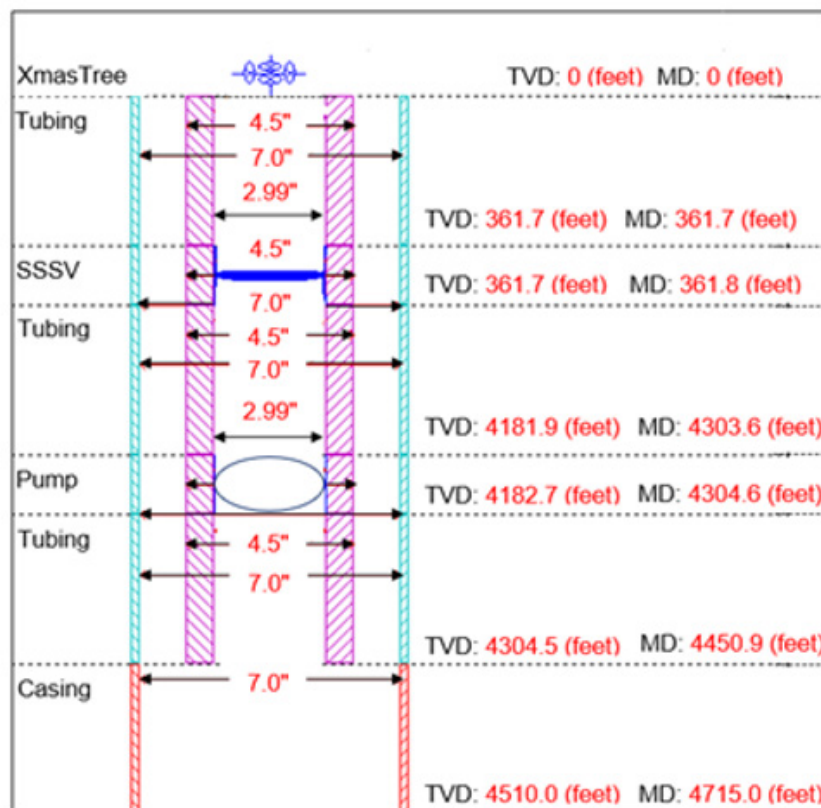 XmasTree TVD: 0 (feet) MD: 0 (feet)
Tubing 4.5"
7.0"
2.99"
TVD: 361.7 (feet) MD: 361.7 (feet)
4.5"
SSSV TVD: 361.7 (feet) MD: 361.8 (feet)
7.0"
Tubing 4.5"
7.0"
2.99"
TVD: 4181.9 (feet) MD: 4303.6 (feet)
Pump TVD: 4182.7 (feet) MD: 4304.6 (feet)
Tubing 4.5"
7.0"
TVD: 4304.5 (feet) MD: 4450.9 (feet)
Casing 7.0"
TVD: 4510.0 (feet) MD: 4715.0 (feet)